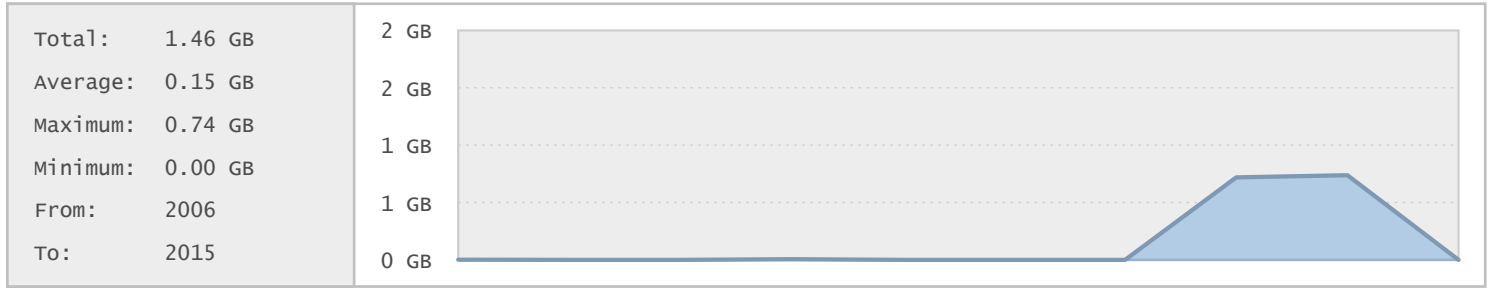 Total: 1.46 GB
Average: 0.15 GB
Maximum: 0.74 GB
Minimum: 0.00 GB
From: 2006
To: 2015
2 GB
2 GB
1 GB
1 GB
0 GB